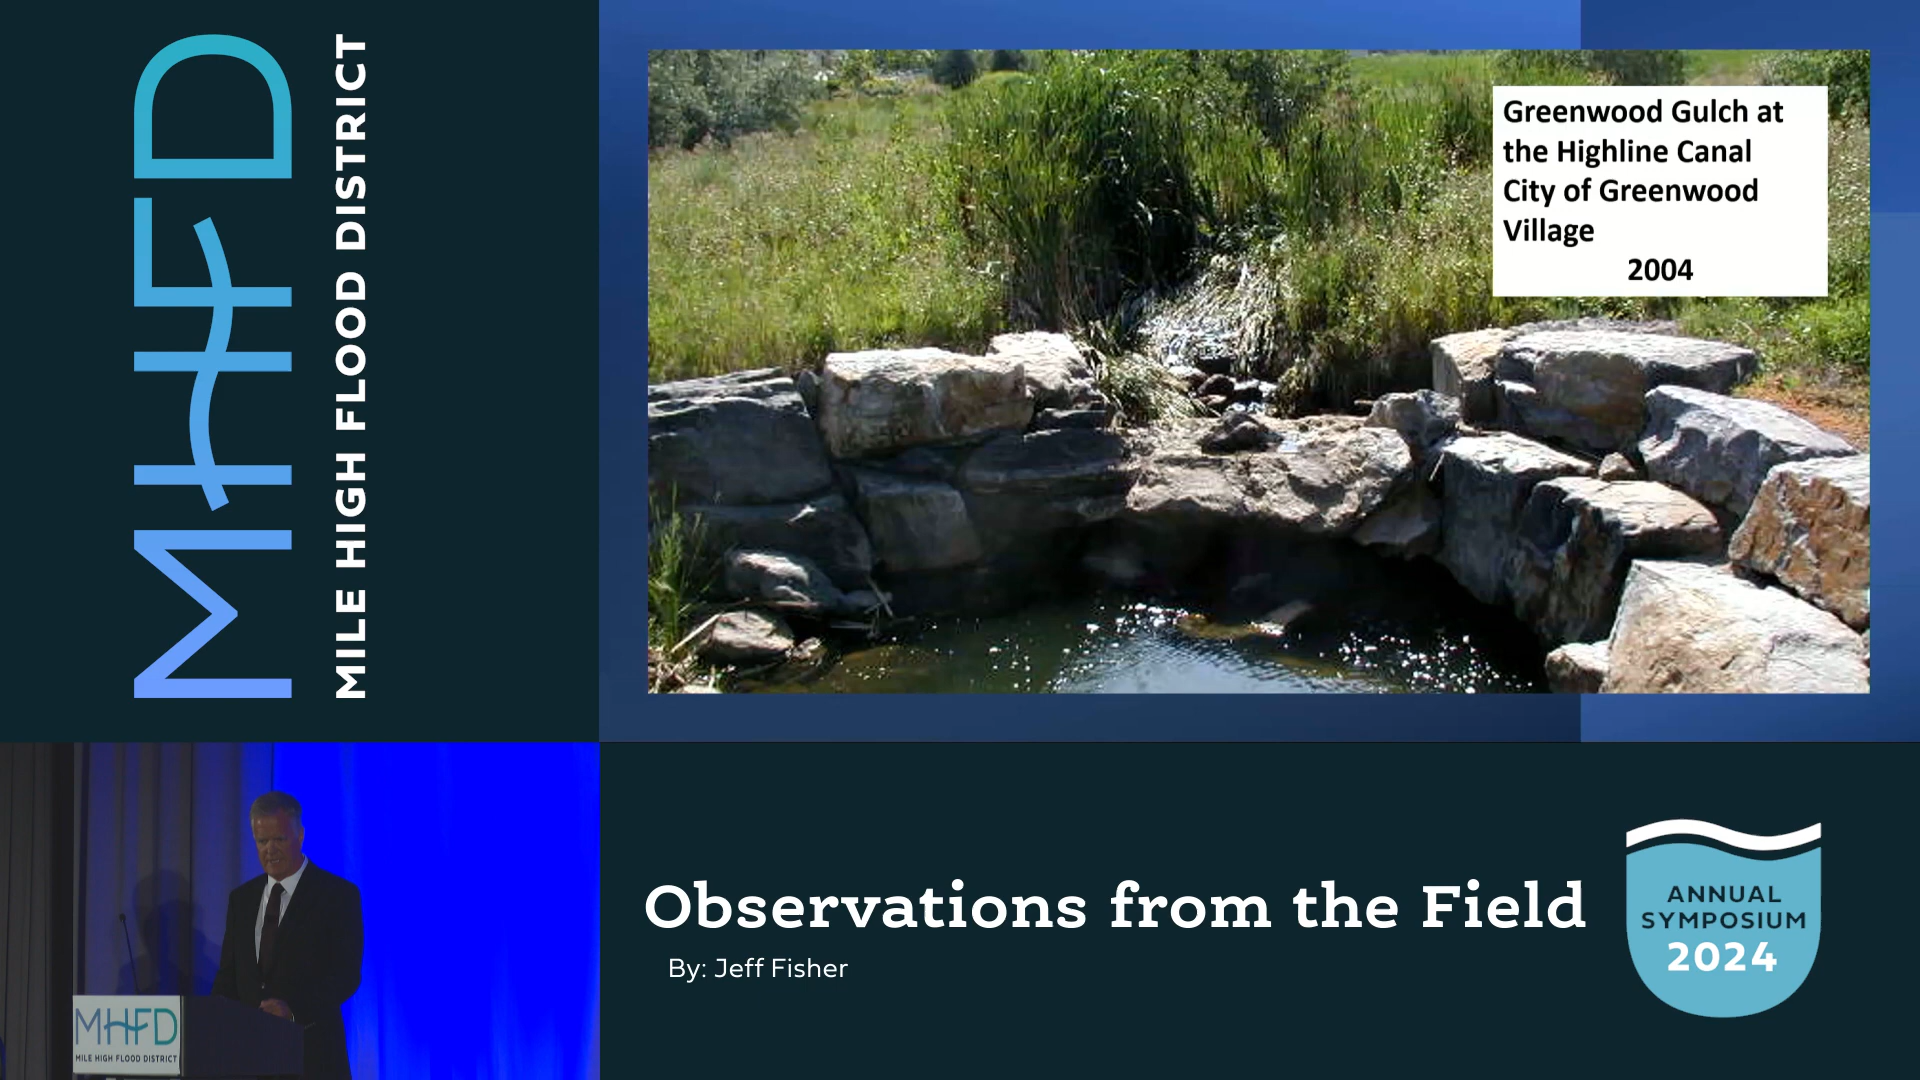 MHFD
MILE HIGH FLOOD DISTRICT
Greenwood Gulch at
the Highline Canal
City of Greenwood
Village
2004
MHFD
MILE HIGH FLOOD DISTRICT
Observations from the Field
By: Jeff Fisher
ANNUAL
SYMPOSIUM
2024